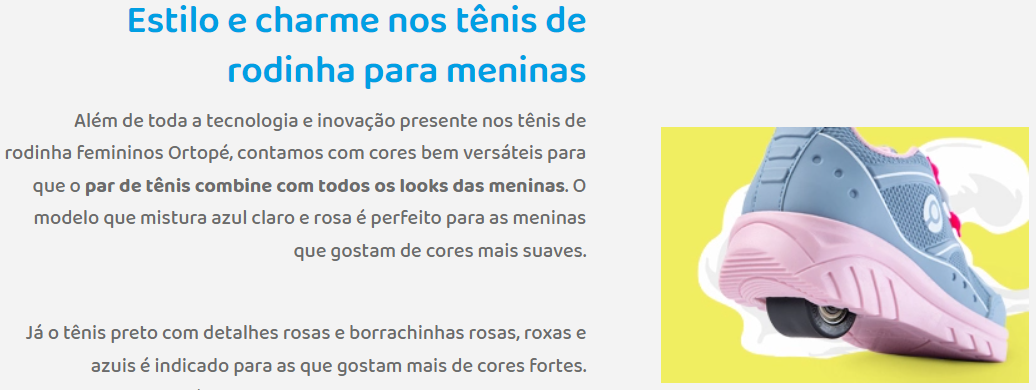 Estilo e charme nos tênis de
rodinha para meninas
Além de toda a tecnologia e inovação presente nos tênis de
rodinha femininos Ortopé, contamos com cores bem versáteis para
que o par de tênis combine com todos os looks das meninas. O
modelo que mistura azul claro e rosa é perfeito para as meninas
que gostam de cores mais suaves.
Já o tênis preto com detalhes rosas e borrachinhas rosas, roxas e
azuis é indicado para as que gostam mais de cores fortes.